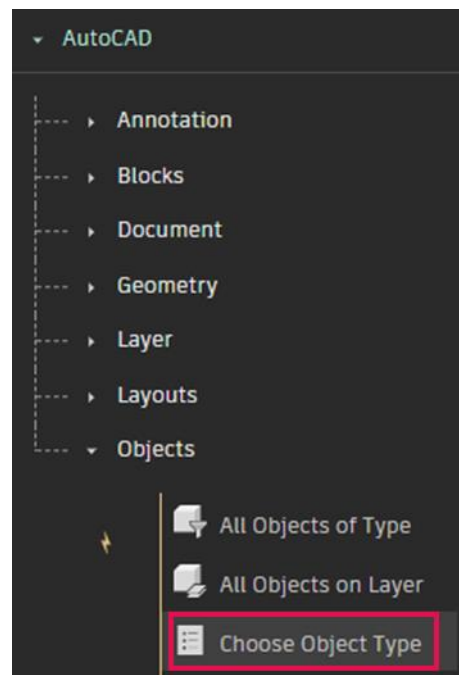 AutoCAD
Annotation
Blocks
Document
Geometry
Layer
Layouts
Objects
All Objects of Type
All Objects on Layer
Choose Object Type